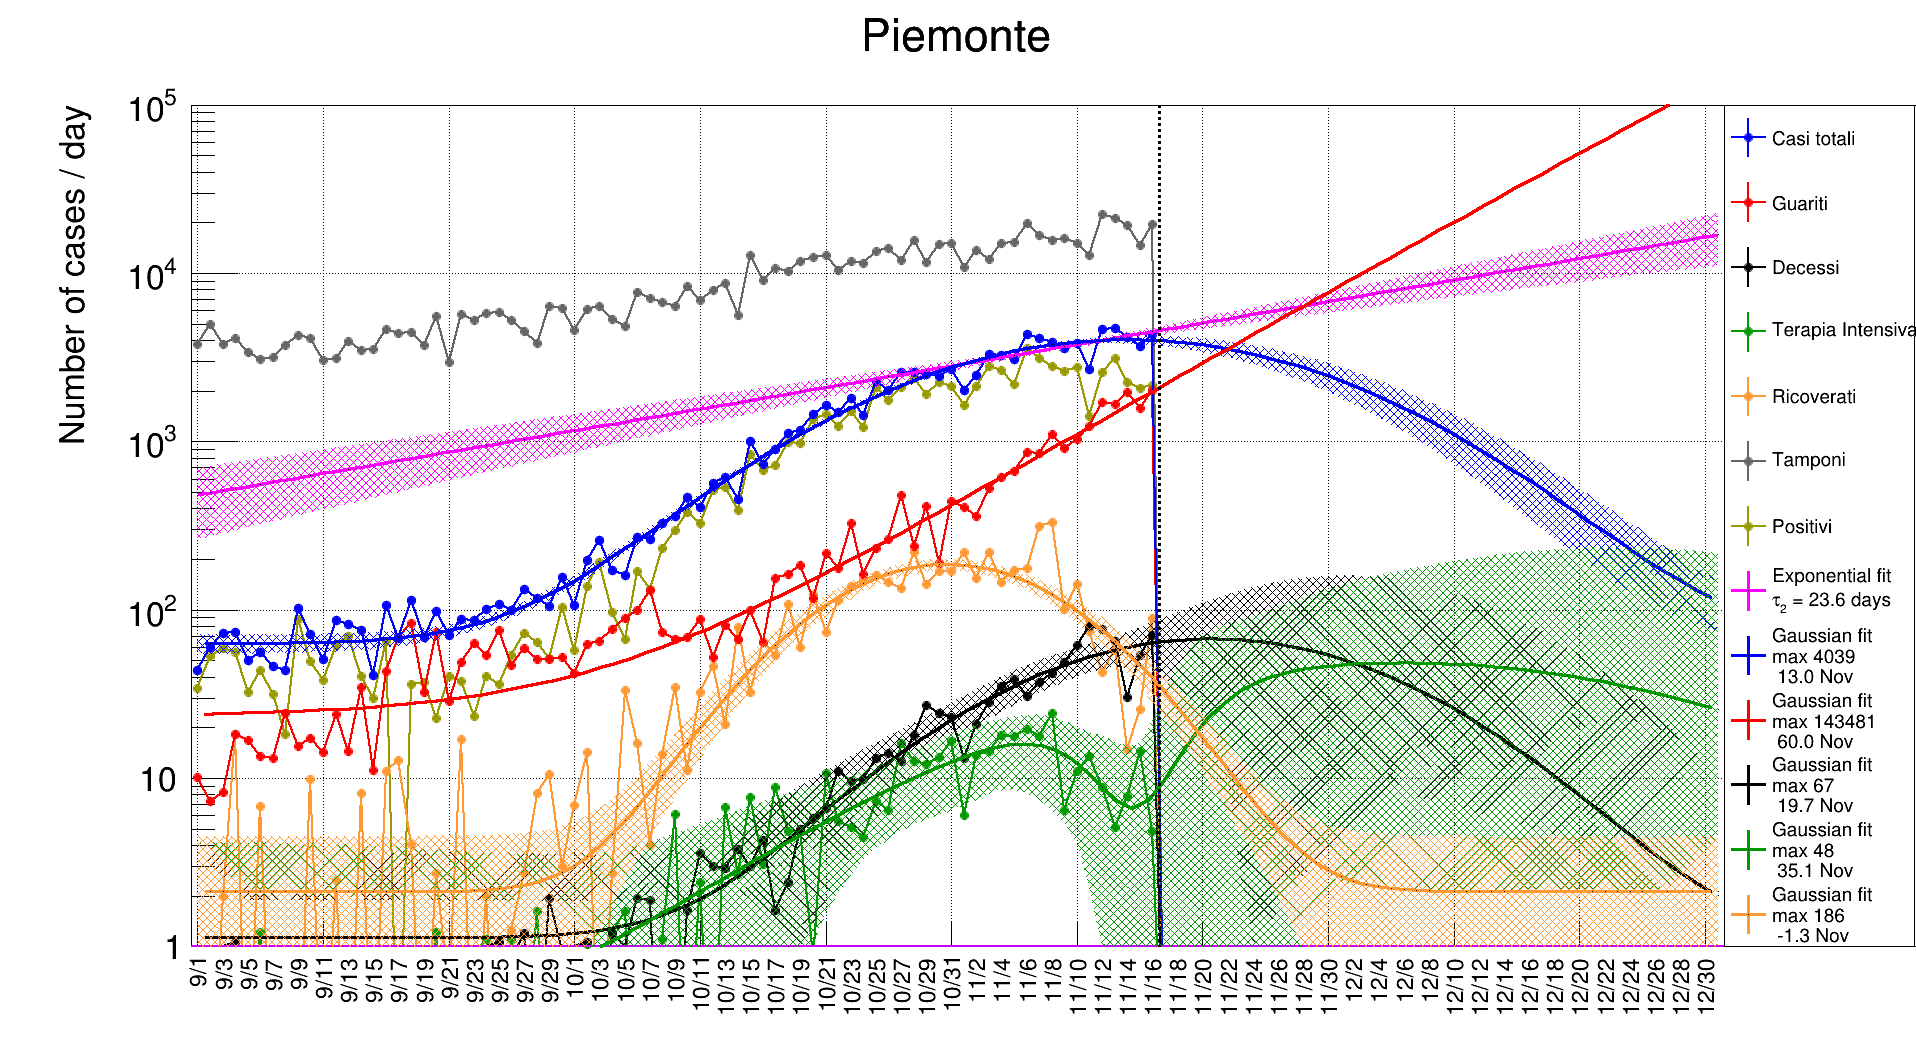 Piemonte
Number of cases / day
10⁵
10⁴
10³
10²
10
1
9/1 9/3 9/5 9/7 9/9 9/11 9/13 9/15 9/17 9/19 9/21 9/23 9/25 9/27 9/29 10/1 10/3 10/5 10/7 10/9 10/11 10/13 10/15 10/17 10/19 10/21 10/23 10/25 10/27 10/29 10/31 11/2 11/4 11/6 11/8 11/10 11/12 11/14 11/16 11/18 11/20 11/22 11/24 11/26 11/28 11/30 12/2 12/4 12/6 12/8 12/10 12/12 12/14 12/16 12/18 12/20 12/22 12/24 12/26 12/28 12/30
Casi totali
Guariti
Decessi
Terapia Intensiva
Ricoverati
Tamponi
Positivi
Exponential fit
τ₂ = 23.6 days
Gaussian fit
max 4039
13.0 Nov
Gaussian fit
max 143481
60.0 Nov
Gaussian fit
max 67
19.7 Nov
Gaussian fit
max 48
35.1 Nov
Gaussian fit
max 186
-1.3 Nov